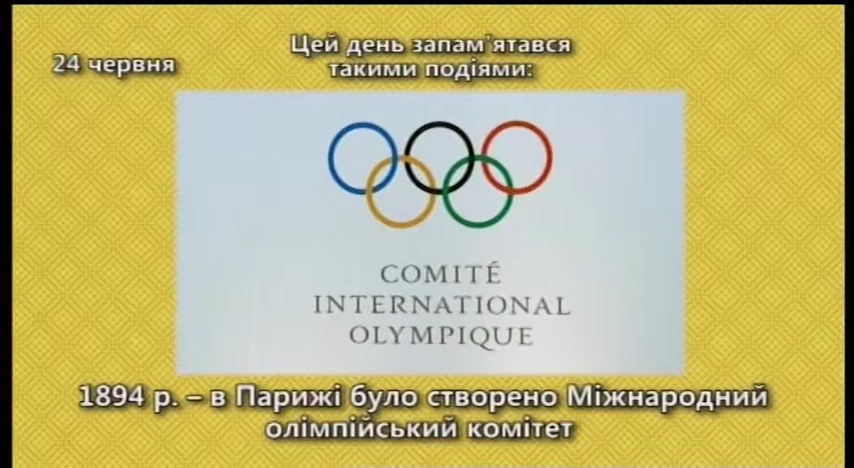 Цей день запам'ятався
24 червня
такими подіями:
COMITÉ
INTERNATIONAL
OLYMPIQUE
1894 р. – в Парижі було створено Міжнародний
олімпійський комітет